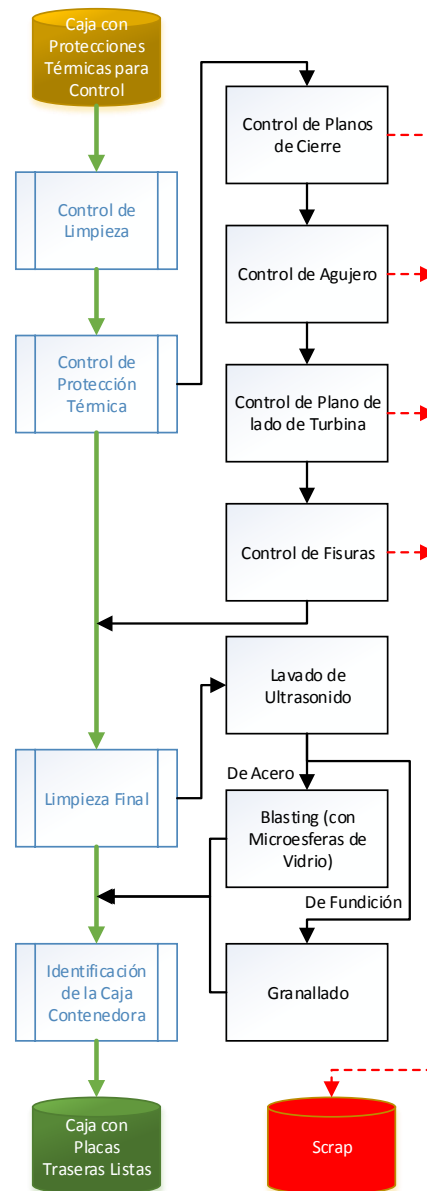 Caja con
Protecciones
Térmicas para
Control
Control de
Limpieza
Control de
Protección
Térmica
Control de Planos
de Cierre
Control de Agujero
Control de Plano de
lado de Turbina
Control de Fisuras
Limpieza Final
Lavado de
Ultrasonido
De Acero
Blasting (con
Microesferas de
Vidrio)
De Fundición
Granallado
Identificación
de la Caja
Contenedora
Caja con
Placas
Traseras Listas
Scrap